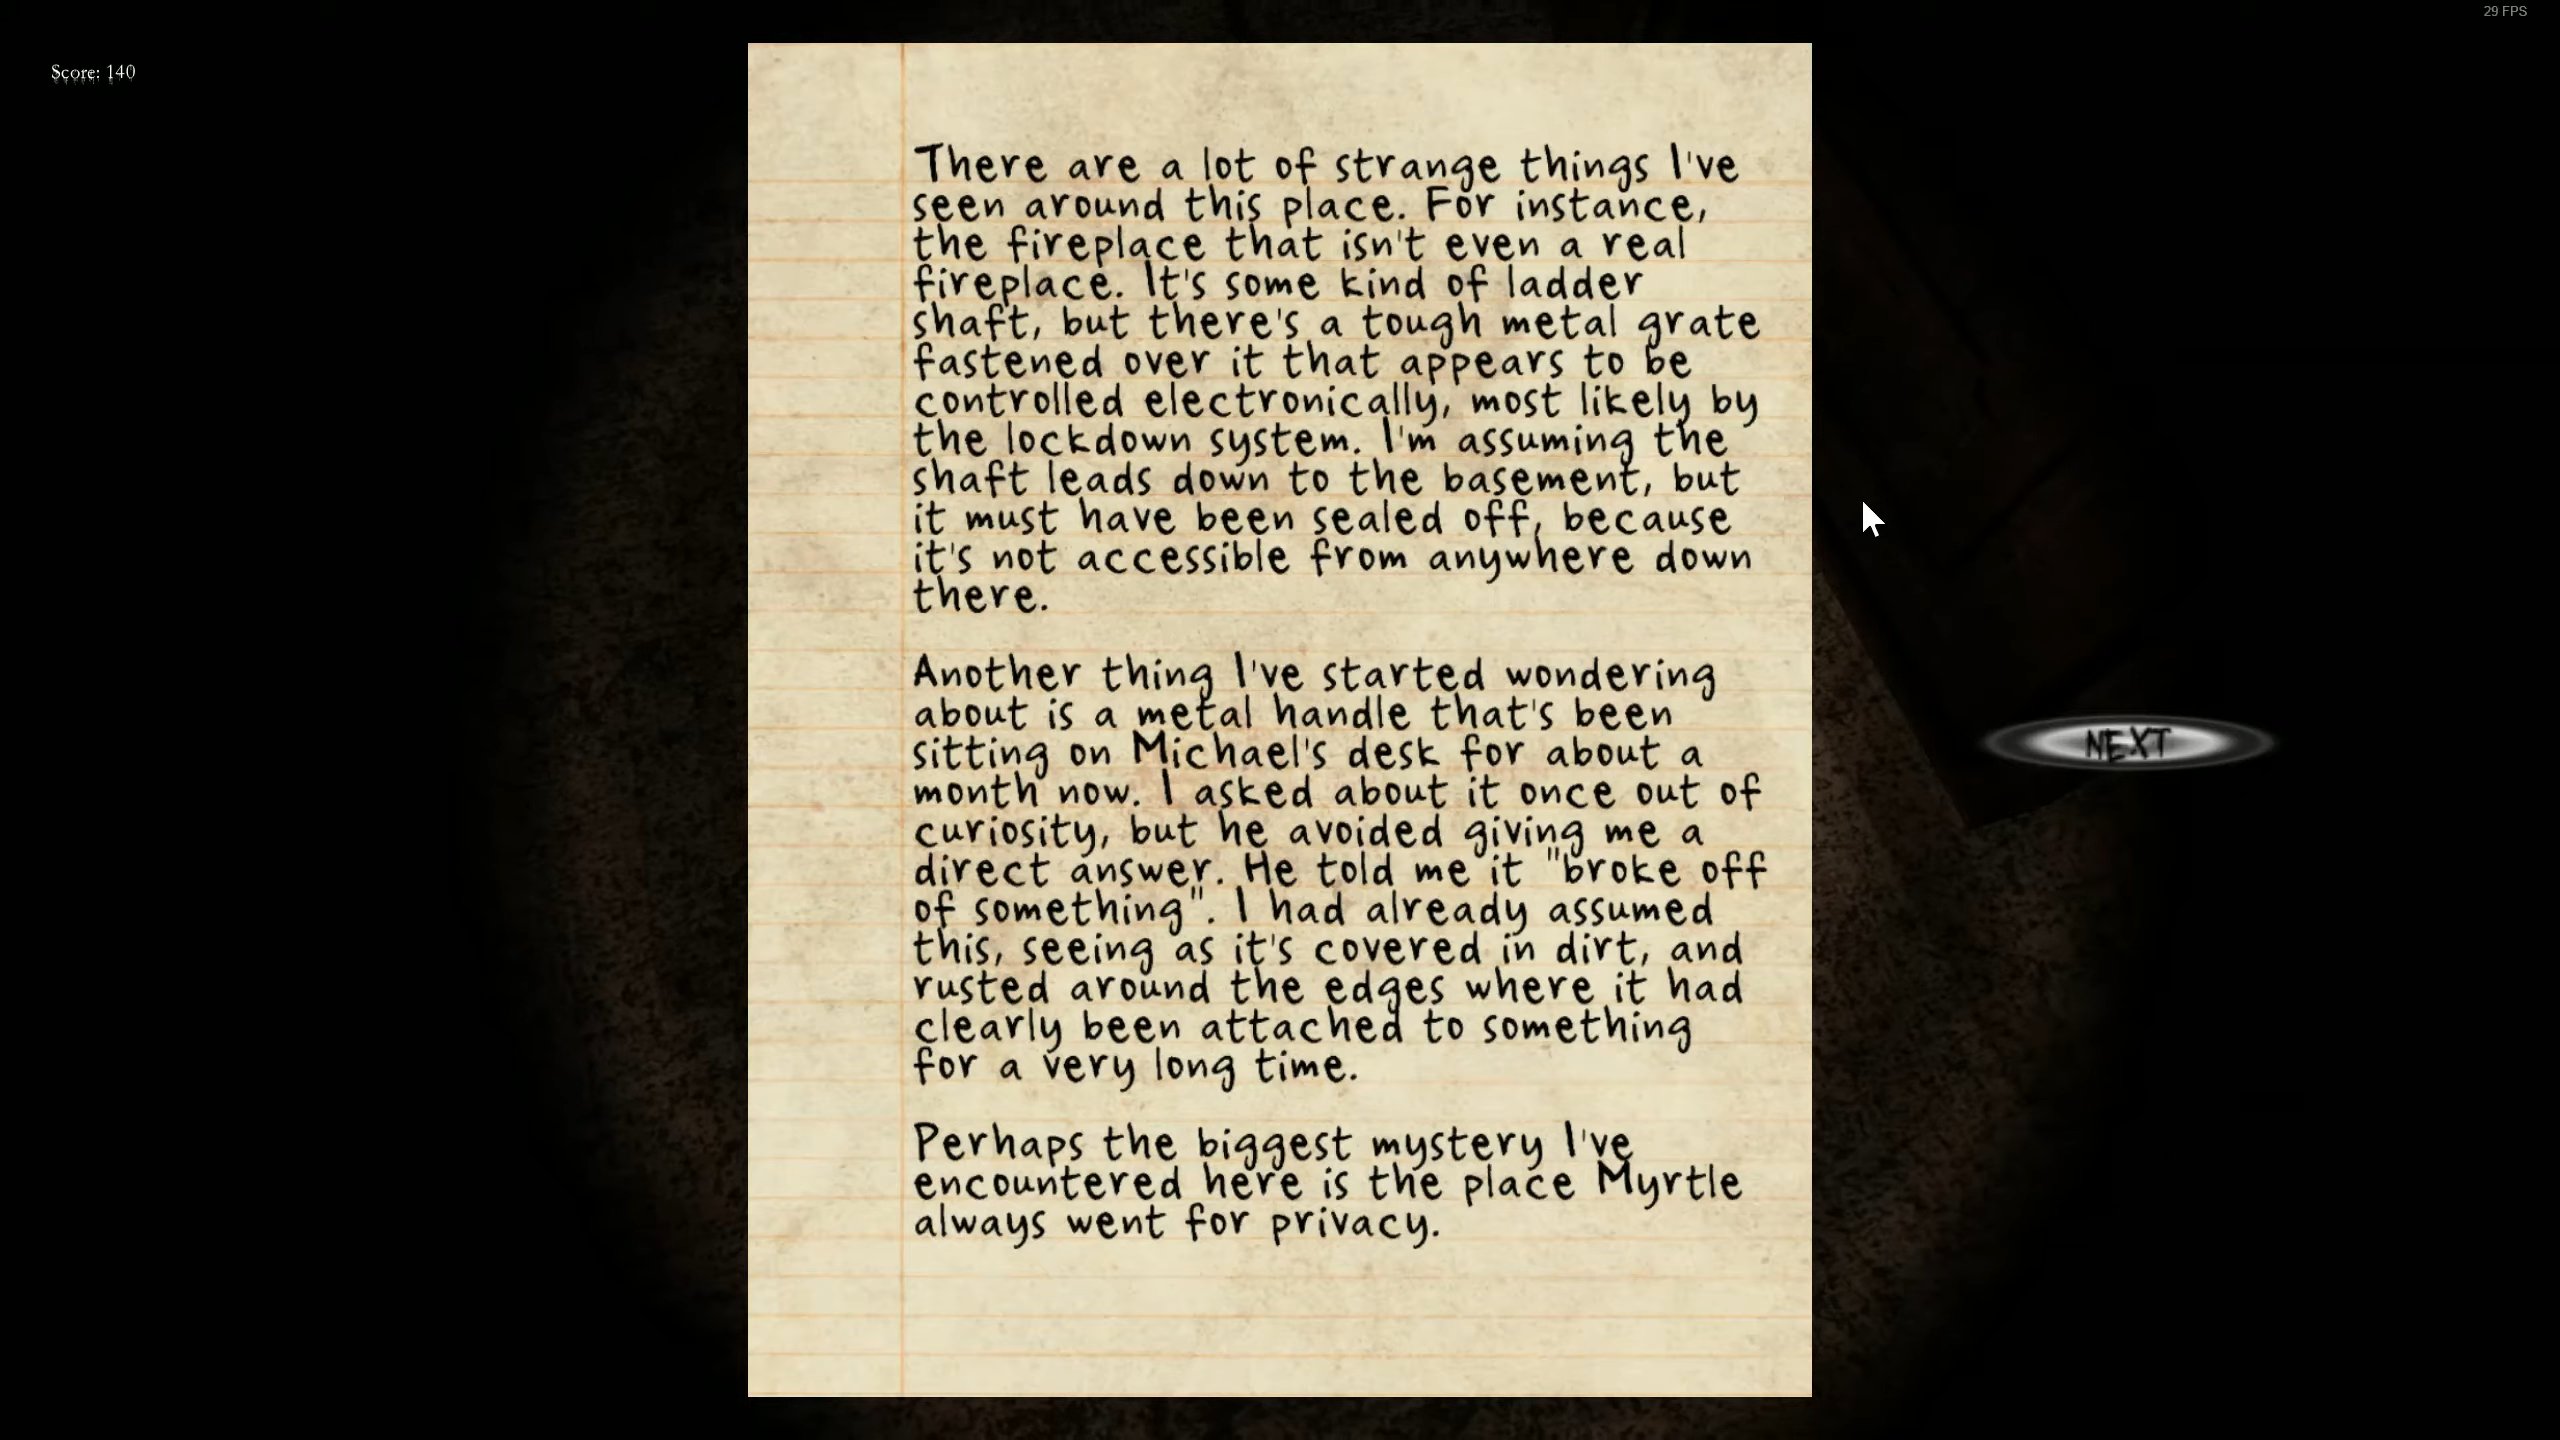 29 FPS
Score: 140
There are a lot of strange things I've
seen around this place. For instance,
the fireplace that isn't even a real
fireplace. It's some kind of ladder
shaft, but there's a tough metal grate
fastened over it that appears to be
controlled electronically, most likely by
the lockdown system. I'm assuming the
shaft leads down to the basement, but
it must have been sealed off, because
it's not accessible from anywhere down
there.
Another thing I've started wondering
about is a metal handle that's been
sitting on Michael's desk for about a
month now. I asked about it once out of
curiosity, but he avoided giving me a
direct answer. He told me it "broke off
of something". I had already assumed
this, seeing as it's covered in dirt, and
rusted around the edges where it had
clearly been attached to something
for a very long time.
Perhaps the biggest mystery I've
encountered here is the place Myrtle
always went for privacy.
NEXT